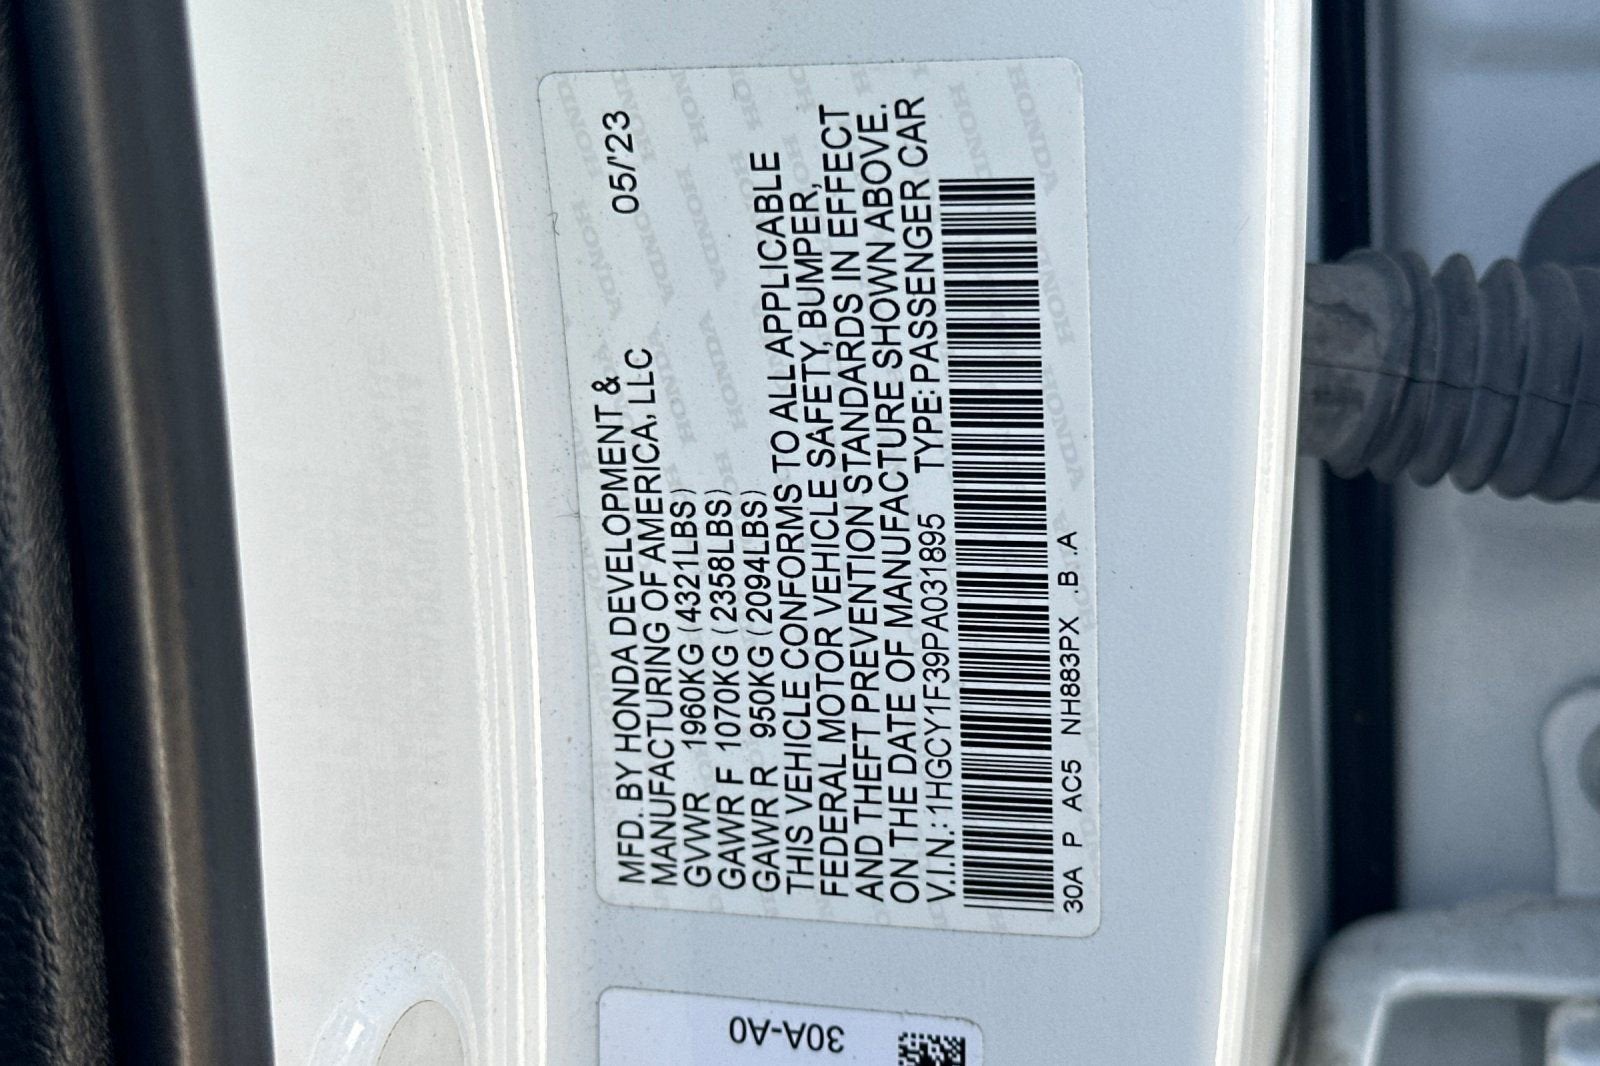 MFD. BY HONDA DEVELOPMENT & 05/'23
MANUFACTURING OF AMERICA, LLC
GVWR 1960KG (4321LBS)
GAWR F 1070KG (2358LBS)
GAWR R 950KG (2094LBS)
THIS VEHICLE CONFORMS TO ALL APPLICABLE
FEDERAL MOTOR VEHICLE SAFETY, BUMPER,
AND THEFT PREVENTION STANDARDS IN EFFECT
ON THE DATE OF MANUFACTURE SHOWN ABOVE.
V.I.N.: 1HGCY1F39PA031895 TYPE: PASSENGER CAR
30A P AC5 NH883PX .B .A
30A-A0